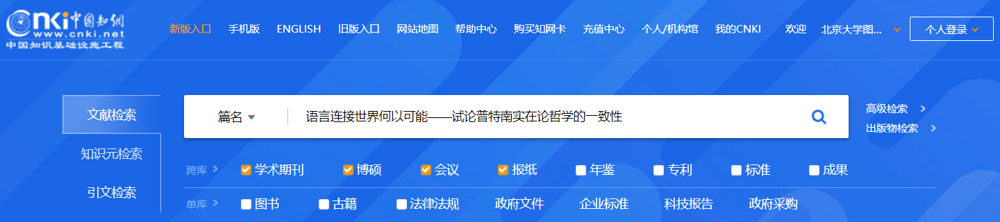 Cnki中国知网
www.cnki.net
中国知识基础设施工程
新版入口 手机版 ENGLISH 旧版入口 网站地图 帮助中心 购买知网卡 充值中心 个人/机构馆 我的CNKI 欢迎 北京大学图... 个人登录
文献检索
知识元检索
引文检索
篇名 语言连接世界何以可能——试论普特南实在论哲学的一致性
高级检索 >
出版物检索 >
跨库 > 学术期刊 博硕 会议 报纸 年鉴 专利 标准 成果
单库 > 图书 古籍 法律法规 政府文件 企业标准 科技报告 政府采购